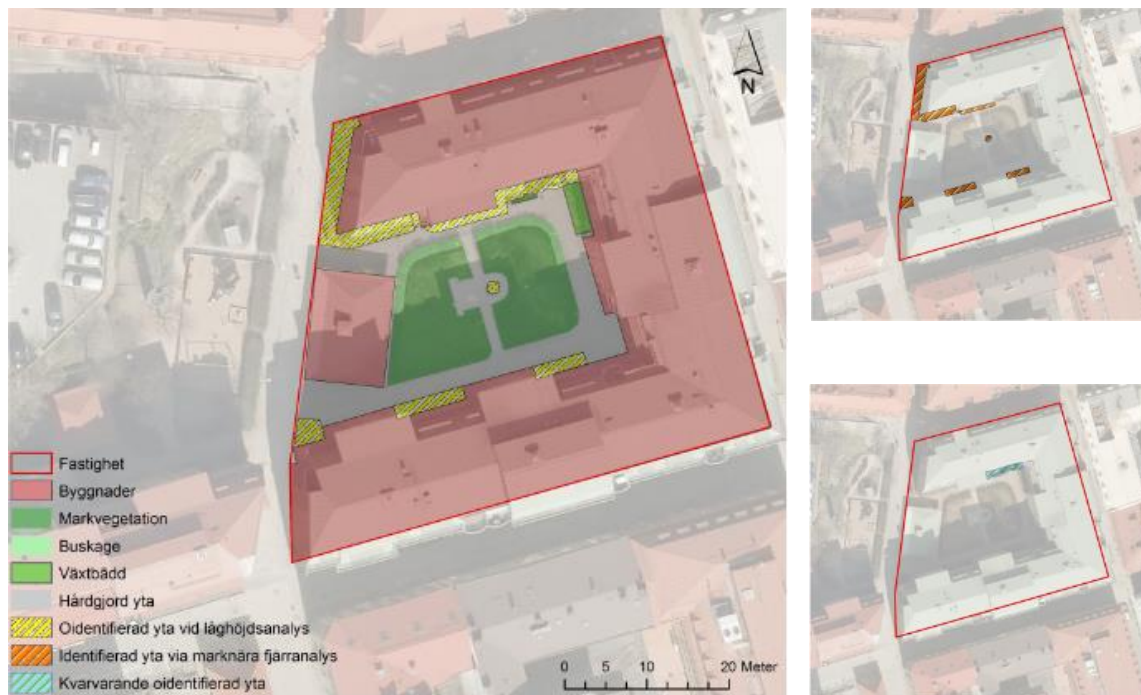 N
Fastighet
Byggnader
Markvegetation
Buskage
Växtbädd
Hårdgjord yta
Oidentifierad yta vid låghöjdsanalys
Identifierad yta via marknära fjärranalys
Kvarvarande oidentifierad yta
0 5 10 20 Meter